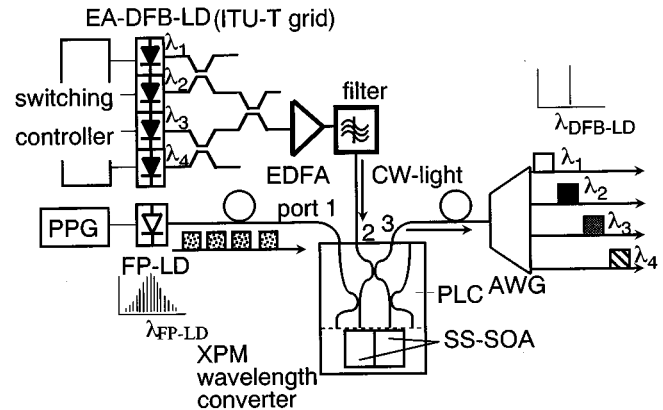 EA-DFB-LD (ITU-T grid)
λ1
λ2
switching
filter
λ3
controller
λ4
λDFB-LD
EDFA
CW-light
λ1
λ2
λ3
λ4
PPG
port 1
2
3
FP-LD
AWG
PLC
λFP-LD
SS-SOA
XPM
wavelength
converter